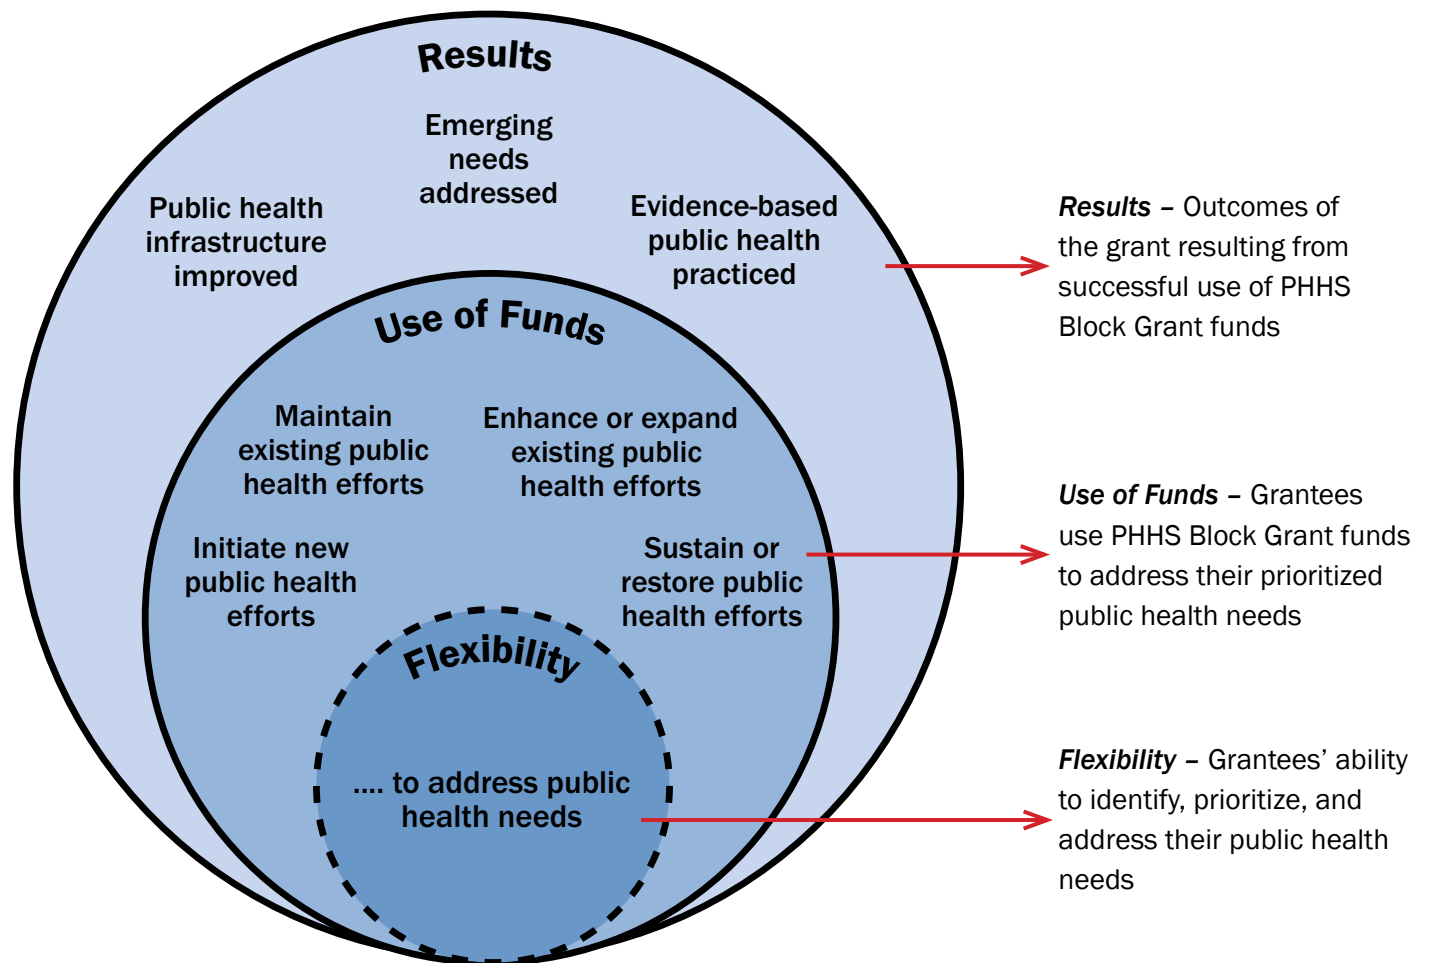 Results
Emerging
needs
addressed
Public health
infrastructure
improved
Evidence-based
public health
practiced
Use of Funds
Maintain
existing public
health efforts
Enhance or expand
existing public
health efforts
Initiate new
public health
efforts
Sustain or
restore public
health efforts
Flexibility
.... to address public
health needs
Results – Outcomes of
the grant resulting from
successful use of PHHS
Block Grant funds
Use of Funds – Grantees
use PHHS Block Grant funds
to address their prioritized
public health needs
Flexibility – Grantees’ ability
to identify, prioritize, and
address their public health
needs